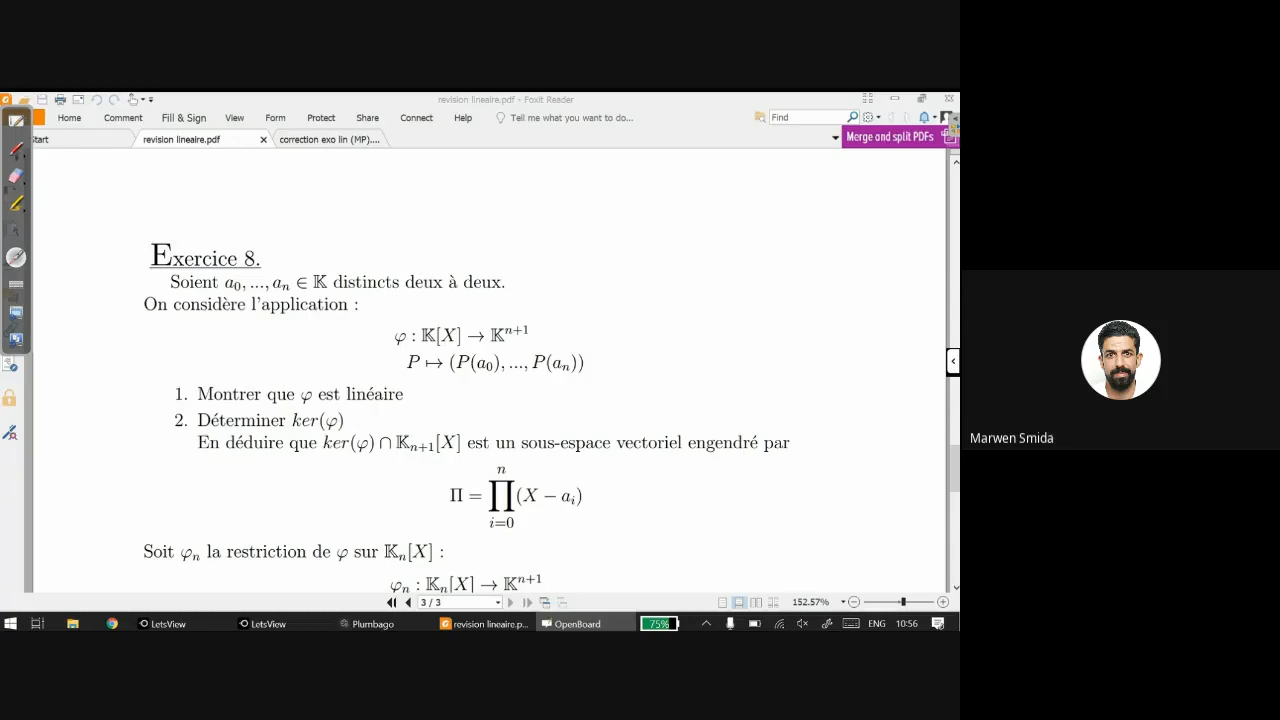 revision lineaire.pdf - Foxit Reader
Home Comment Fill & Sign View Form Protect Share Connect Help Tell me what you want to do... Find
tart revision lineaire.pdf correction exo lin (MP).... Merge and split PDFs
Exercice 8.
Soient a₀, ..., aₙ ∈ 𝕂 distincts deux à deux.
On considère l'application :
φ : 𝕂[X] → 𝕂ⁿ⁺¹
P ↦ (P(a₀), ..., P(aₙ))
1. Montrer que φ est linéaire
2. Déterminer ker(φ)
En déduire que ker(φ) ∩ 𝕂ₙ₊₁[X] est un sous-espace vectoriel engendré par
Π = ∏ᵢ₌₀ⁿ (X − aᵢ)
Soit φₙ la restriction de φ sur 𝕂ₙ[X] :
φₙ : 𝕂ₙ[X] → 𝕂ⁿ⁺¹
3 / 3 152.57%
LetsView LetsView Plumbago revision lineaire.p... OpenBoard 75% ENG 10:56
Marwen Smida